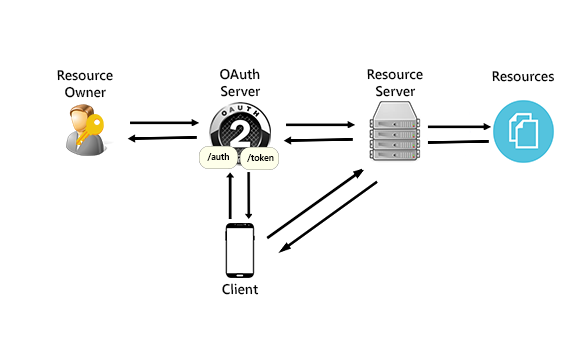 Resource
Owner
OAuth
Server
Resource
Server
Resources
OAUTH
2
/auth
/token
Client